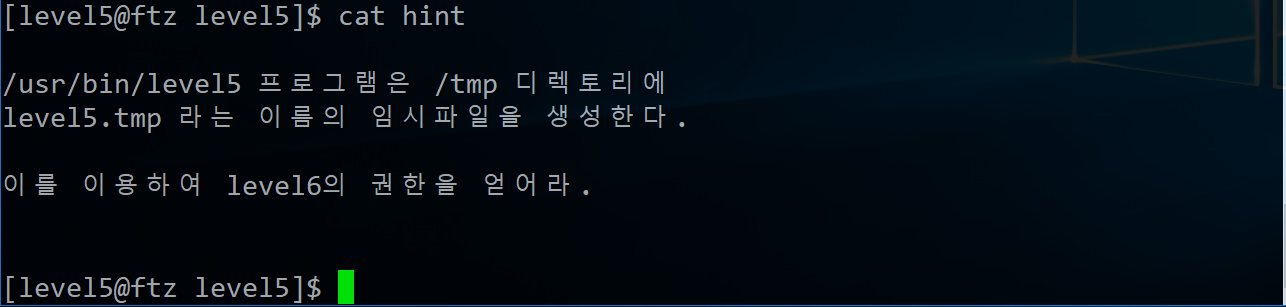 [level5@ftz level5]$ cat hint
/usr/bin/level5 프로그램은 /tmp 디렉토리에
level5.tmp 라는 이름의 임시파일을 생성한다.
이를 이용하여 level6의 권한을 얻어라.
[level5@ftz level5]$